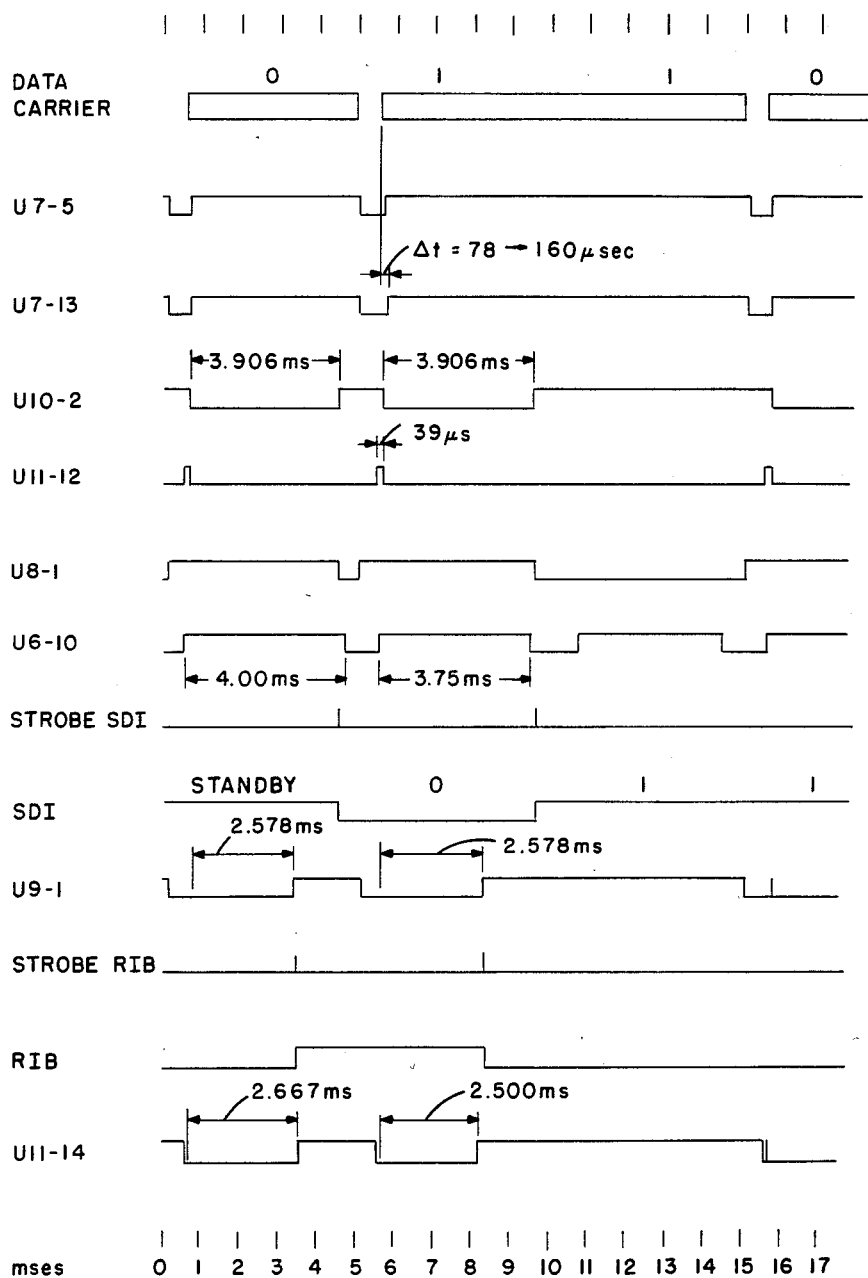 0 1 1 0
DATA
CARRIER
U7-5
Δt = 78 → 160 μsec
U7-13
3.906 ms 3.906 ms
U10-2
39 μs
U11-12
U8-1
U6-10
4.00 ms 3.75 ms
STROBE SDI
STANDBY 0 1 1
SDI
2.578 ms 2.578 ms
U9-1
STROBE RIB
RIB
2.667 ms 2.500 ms
U11-14
mses 0 1 2 3 4 5 6 7 8 9 10 11 12 13 14 15 16 17